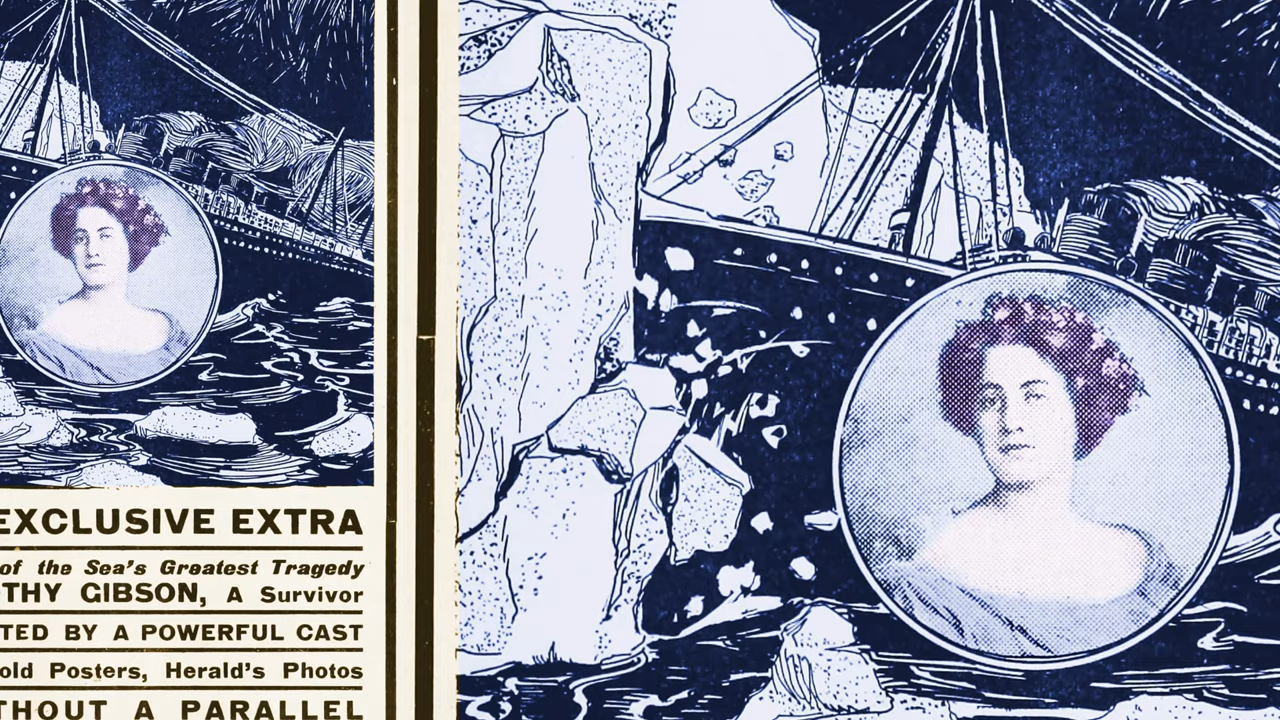 EXCLUSIVE EXTRA
of the Sea's Greatest Tragedy
THY GIBSON, A Survivor
TED BY A POWERFUL CAST
old Posters, Herald's Photos
THOUT A PARALLEL